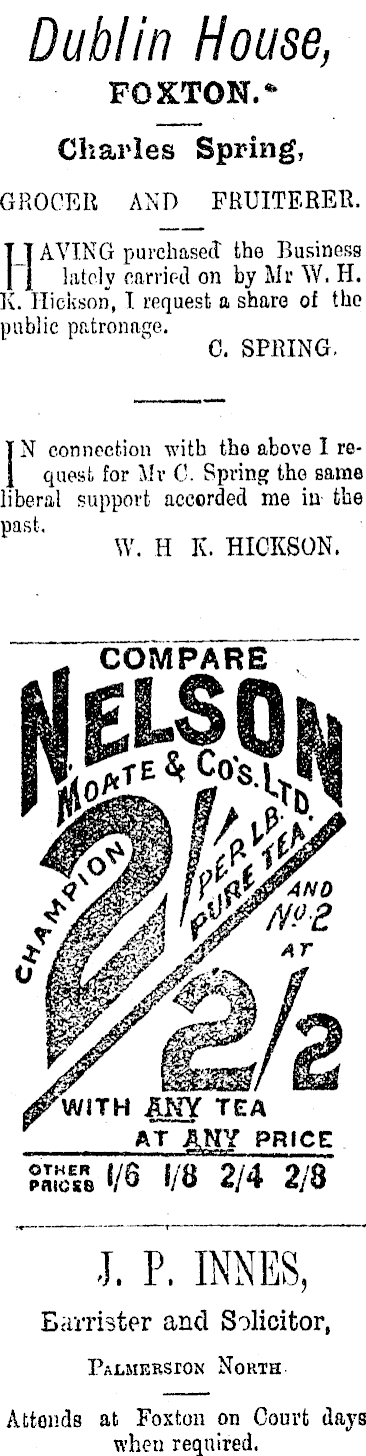 Dublin House,
FOXTON.
Charles Spring,
GROCER AND FRUITERER.
HAVING purchased the Business
lately carried on by Mr W. H.
K. Hickson, I request a share of the
public patronage.
C. SPRING.
IN connection with the above I re-
quest for Mr C. Spring the same
liberal support accorded me in the
past.
W. H K. HICKSON.
COMPARE
NELSON
MOATE & CO'S. LTD.
CHAMPION
2/- PER LB.
PURE TEA.
AND
No. 2
AT
2/2
WITH ANY TEA
AT ANY PRICE
OTHER PRICES 1/6 1/8 2/4 2/8
J. P. INNES,
Barrister and Solicitor,
PALMERSTON NORTH.
Attends at Foxton on Court days
when required.